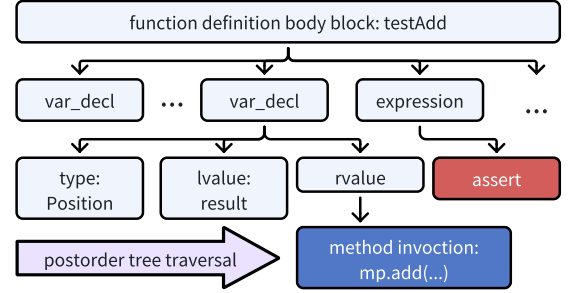 function definition body block: testAdd
var_decl
...
var_decl
expression
...
type:
Position
lvalue:
result
rvalue
assert
postorder tree traversal
method invoction:
mp.add(...)